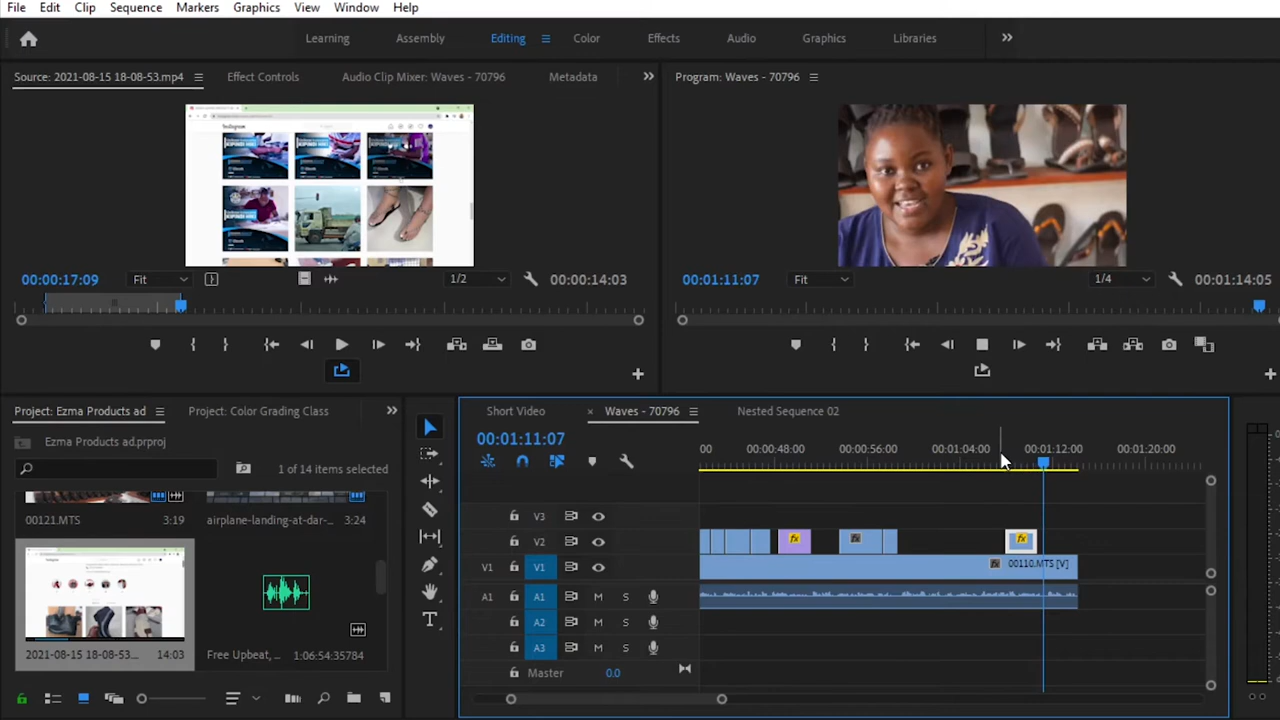 File Edit Clip Sequence Markers Graphics View Window Help
Learning Assembly Editing Color Effects Audio Graphics Libraries
Source: 2021-08-15 18-08-53.mp4 Effect Controls Audio Clip Mixer: Waves - 70796 Metadata
Program: Waves - 70796
00:00:17:09 Fit 1/2 00:00:14:03
00:01:11:07 Fit 1/4 00:01:14:05
Project: Ezma Products ad Project: Color Grading Class
Ezma Products ad.prproj
1 of 14 items selected
00121.MTS 3:19 airplane-landing-at-dar-... 3:24
2021-08-15 18-08-53... 14:03 Free Upbeat, ... 1:06:54:35784
Short Video Waves - 70796 Nested Sequence 02
00:01:11:07
00 00:00:48:00 00:00:56:00 00:01:04:00 00:01:12:00 00:01:20:00
V3
V2 fx fx fx
V1 V1 fx 00110.MTS [V]
A1 A1 M S
A2 M S
A3 M S
Master 0.0